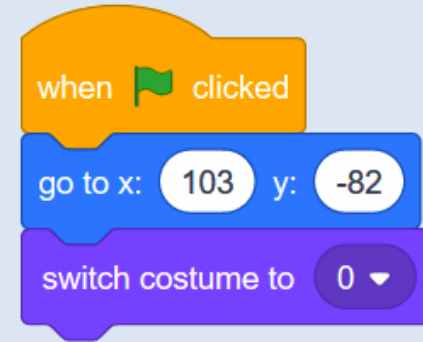 when clicked
go to x: 103 y: -82
switch costume to 0